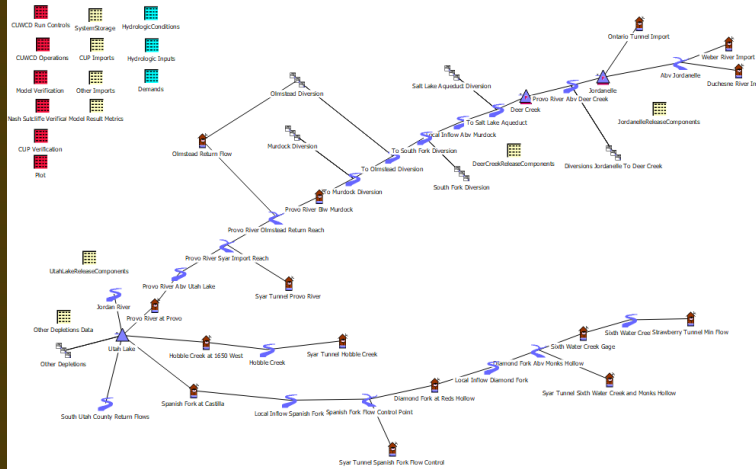 CUWCD Run Controls
SystemStorage
HydrologicConditions
CUWCD Operations
CUP Imports
Hydrologic Inputs
Model Verification
Other Imports
Demands
Nash Sutcliffe Verificar
Model Result Metrics
CUP Verification
Plot
Ontario Tunnel Import
Weber River Import
Abv Jordanelle
Duchesne River In
Jordanelle
Olmstead Diversion
Salt Lake Aqueduct Diversion
Provo River Abv Deer Creek
Deer Creek
JordanelleReleaseComponents
To Salt Lake Aqueduct
Local Inflow Abv Murdock
Murdock Diversion
Olmstead Return Flow
To South Fork Diversion
DeerCreekReleaseComponents
Diversions Jordanelle To Deer Creek
To Olmstead Diversion
South Fork Diversion
To Murdock Diversion
Provo River Blw Murdock
Provo River Olmstead Return Reach
Provo River Syar Import Reach
UtahLakeReleaseComponents
Provo River Abv Utah Lake
Syar Tunnel Provo River
Jordan River
Provo River at Provo
Other Depletions Data
Utah Lake
Other Depletions
Hobble Creek at 1650 West
Hobble Creek
Syar Tunnel Hobble Creek
Sixth Water Cree
Strawberry Tunnel Min Flow
Sixth Water Creek Gage
Diamond Fork Abv Monks Hollow
Local Inflow Diamond Fork
Syar Tunnel Sixth Water Creek and Monks Hollow
Diamond Fork at Reds Hollow
Spanish Fork at Castilla
South Utah County Return Flows
Local Inflow Spanish Fork
Spanish Fork Flow Control Point
Syar Tunnel Spanish Fork Flow Control